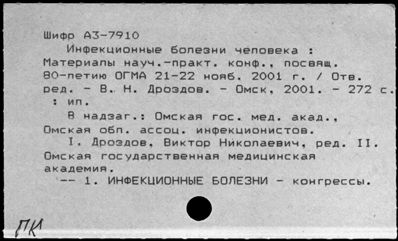 Шифр А3-7910
Инфекционные болезни человека :
Материалы науч.-практ. конф., посвящ.
80-летию ОГМА 21-22 нояб. 2001 г. / Отв.
ред. - В. Н. Дроздов. - Омск, 2001. - 272 с.
: ил.
В надзаг.: Омская гос. мед. акад.,
Омская обл. ассоц. инфекционистов.
I. Дроздов, Виктор Николаевич, ред. II.
Омская государственная медицинская
академия.
-- 1. ИНФЕКЦИОННЫЕ БОЛЕЗНИ - конгрессы.
ПК1